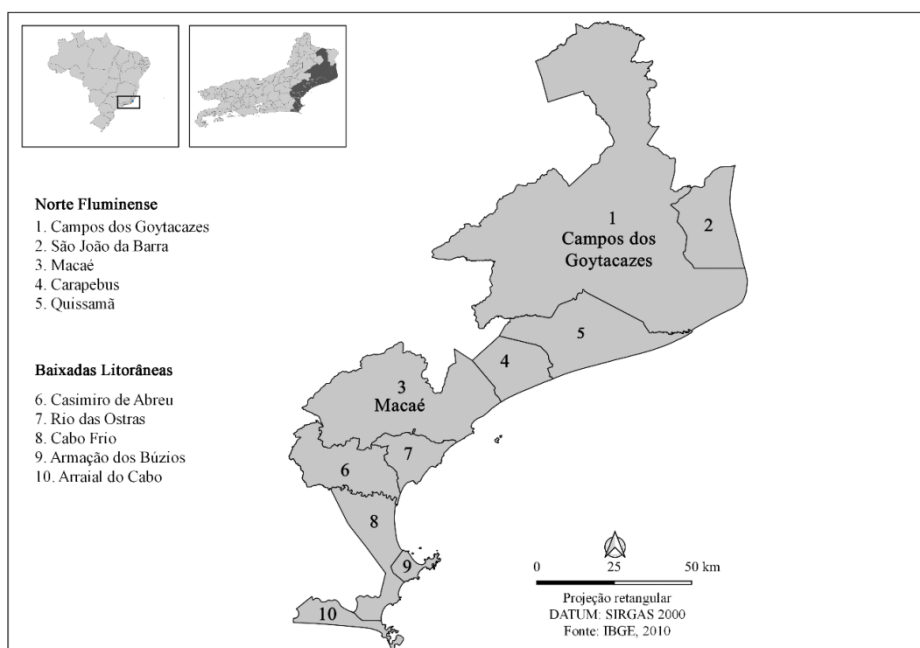 Norte Fluminense
1. Campos dos Goytacazes
2. São João da Barra
3. Macaé
4. Carapebus
5. Quissamã
Baixadas Litorâneas
6. Casimiro de Abreu
7. Rio das Ostras
8. Cabo Frio
9. Armação dos Búzios
10. Arraial do Cabo
1
Campos dos
Goytacazes
2
5
4
3
Macaé
7
6
8
9
10
0 25 50 km
Projeção retangular
DATUM: SIRGAS 2000
Fonte: IBGE, 2010